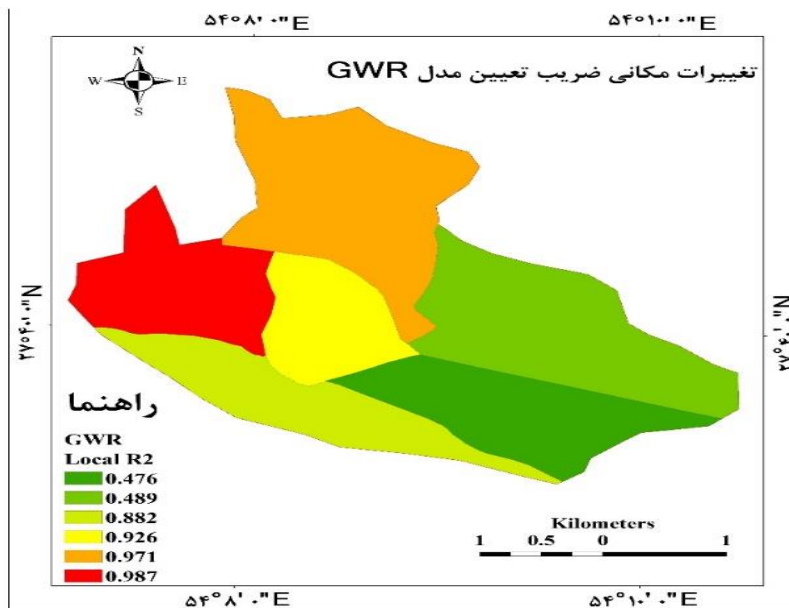 ۵۴°۸'۰"E
۵۴°۱۰'۰"E
N
W E
S
تغییرات مکانی ضریب تعیین مدل GWR
راهنما
GWR
Local R2
0.476
0.489
0.882
0.926
0.971
0.987
Kilometers
1 0.5 0 1
۵۴°۸'۰"E
۵۴°۱۰'۰"E